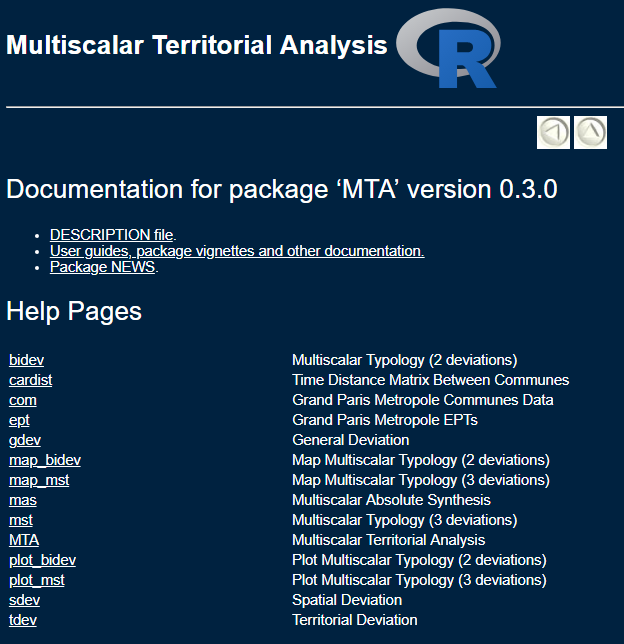 Multiscalar Territorial Analysis R
Documentation for package ‘MTA’ version 0.3.0
DESCRIPTION file.
User guides, package vignettes and other documentation.
Package NEWS.
Help Pages
bidev Multiscalar Typology (2 deviations)
cardist Time Distance Matrix Between Communes
com Grand Paris Metropole Communes Data
ept Grand Paris Metropole EPTs
gdev General Deviation
map_bidev Map Multiscalar Typology (2 deviations)
map_mst Map Multiscalar Typology (3 deviations)
mas Multiscalar Absolute Synthesis
mst Multiscalar Typology (3 deviations)
MTA Multiscalar Territorial Analysis
plot_bidev Plot Multiscalar Typology (2 deviations)
plot_mst Plot Multiscalar Typology (3 deviations)
sdev Spatial Deviation
tdev Territorial Deviation